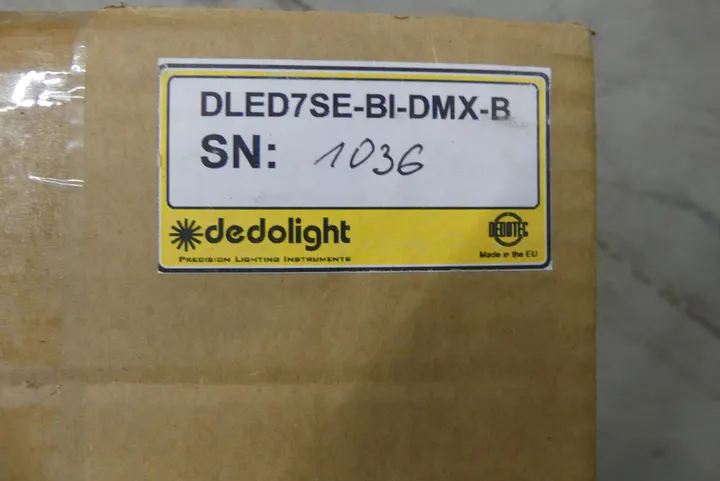 DLED7SE-BI-DMX-B
SN: 1036
dedolight
PRECISION LIGHTING INSTRUMENTS
DEDOTEC
Made in the EU